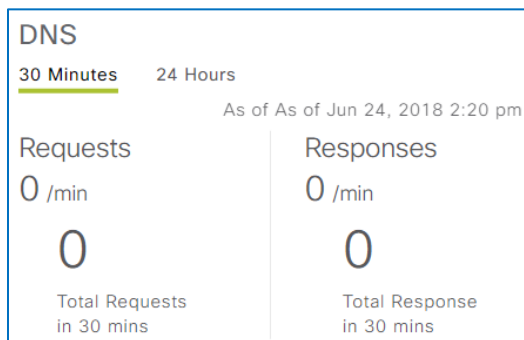 DNS
30 Minutes 24 Hours
As of As of Jun 24, 2018 2:20 pm
Requests Responses
0 /min 0 /min
0 0
Total Requests Total Response
in 30 mins in 30 mins